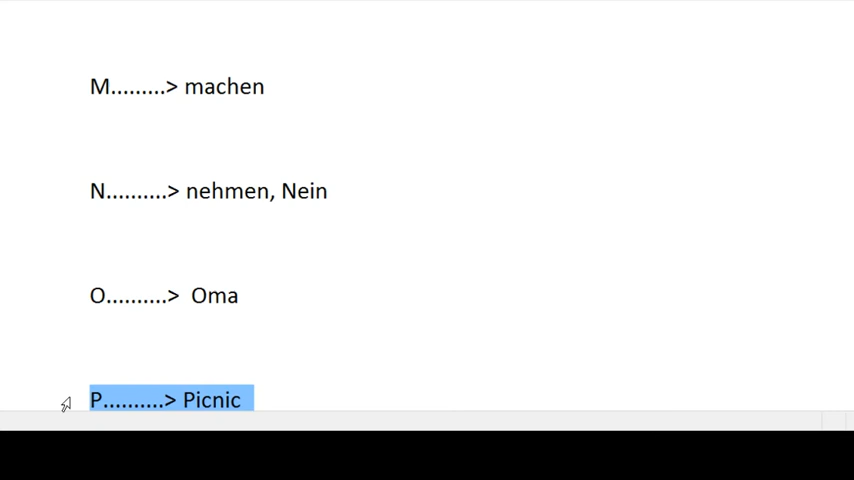 M.........> machen
N..........> nehmen, Nein
O..........>  Oma
P..........> Picnic